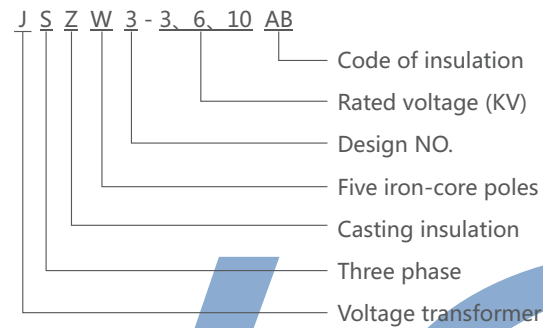 J S Z W 3 - 3、6、10 AB
Code of insulation
Rated voltage (KV)
Design NO.
Five iron-core poles
Casting insulation
Three phase
Voltage transformer